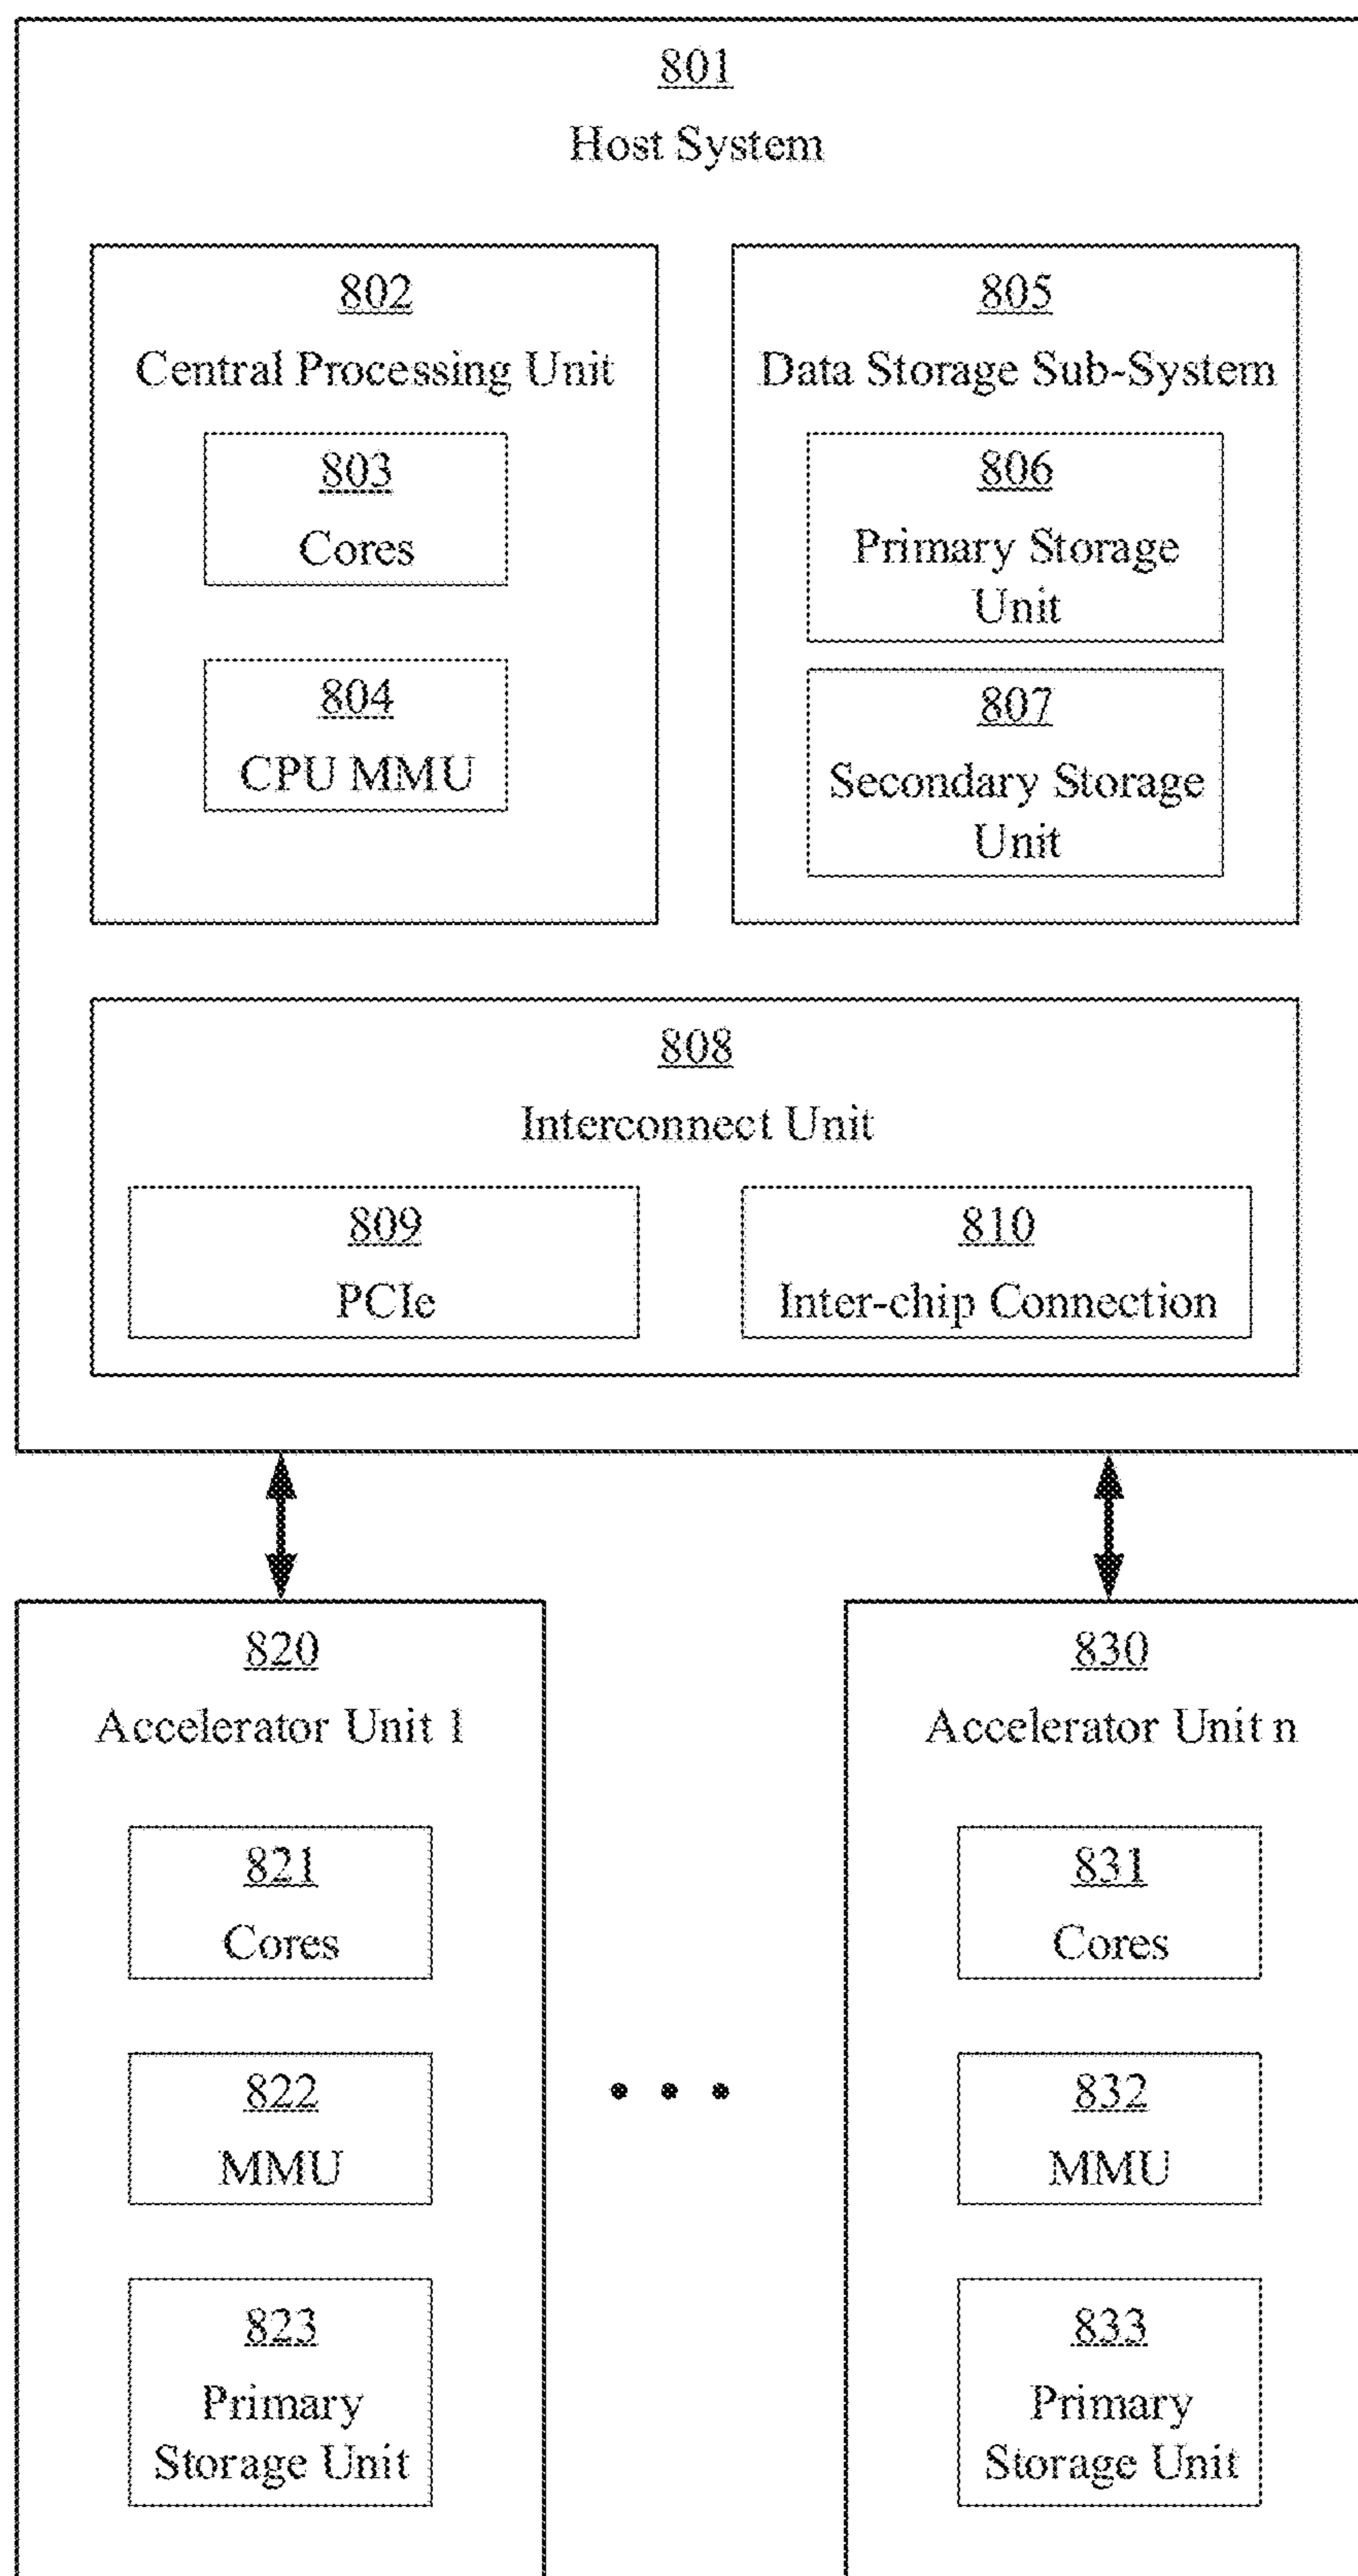 801
Host System
802
Central Processing Unit
803
Cores
804
CPU MMU
805
Data Storage Sub-System
806
Primary Storage
Unit
807
Secondary Storage
Unit
808
Interconnect Unit
809
PCIe
810
Inter-chip Connection
820
Accelerator Unit 1
821
Cores
822
MMU
823
Primary
Storage Unit
• • •
830
Accelerator Unit n
831
Cores
832
MMU
833
Primary
Storage Unit